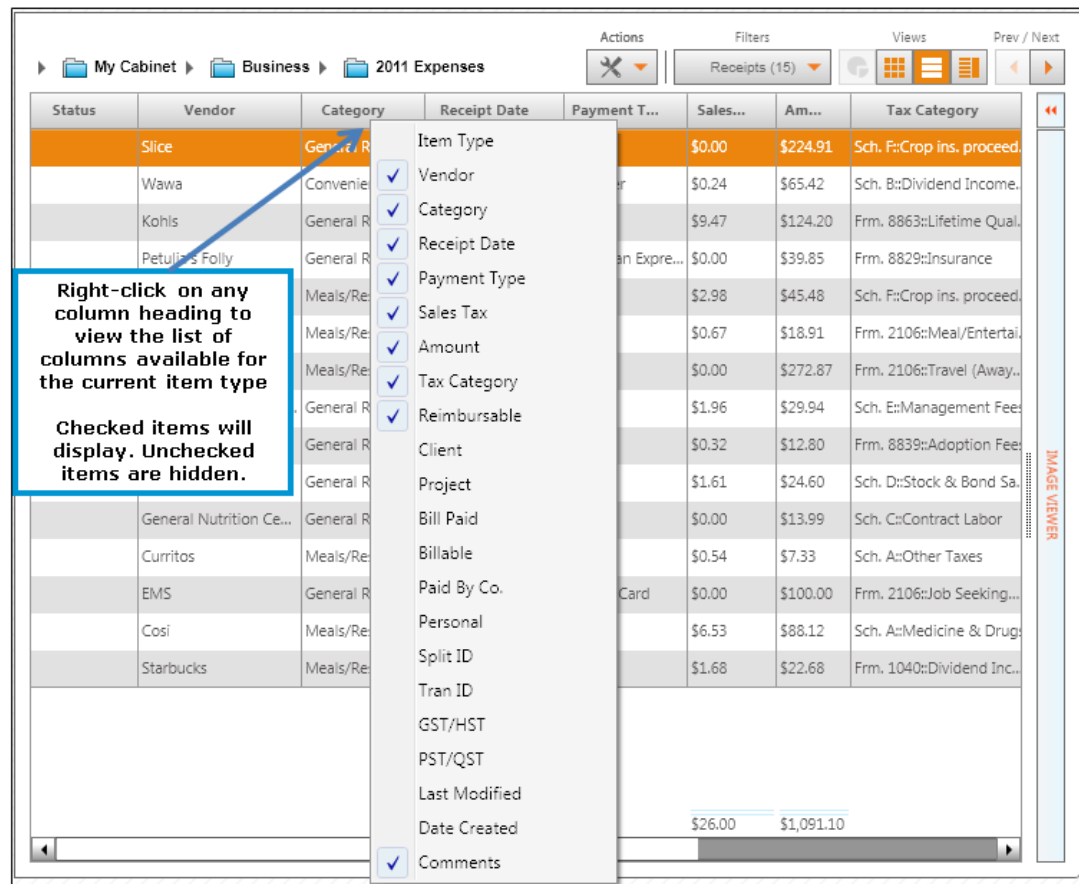 Actions Filters Views Prev / Next
My Cabinet Business 2011 Expenses Receipts (15)
Status Vendor Category Receipt Date Payment T... Sales... Am... Tax Category
Slice General R $0.00 $224.91 Sch. F::Crop ins. proceed.
Wawa Convenie r $0.24 $65.42 Sch. B::Dividend Income..
Kohls General R $9.47 $124.20 Frm. 8863::Lifetime Qual.
Petulia's Folly General R an Expre... $0.00 $39.85 Frm. 8829::Insurance
Meals/Re $2.98 $45.48 Sch. F::Crop ins. proceed.
Meals/Re $0.67 $18.91 Frm. 2106::Meal/Entertai.
Meals/Re $0.00 $272.87 Frm. 2106::Travel (Away..
General R $1.96 $29.94 Sch. E::Management Fees
General R $0.32 $12.80 Frm. 8839::Adoption Fees
General R $1.61 $24.60 Sch. D::Stock & Bond Sa.
General Nutrition Ce... General R $0.00 $13.99 Sch. C::Contract Labor
Curritos Meals/Re $0.54 $7.33 Sch. A::Other Taxes
EMS General R Card $0.00 $100.00 Frm. 2106::Job Seeking...
Cosi Meals/Re $6.53 $88.12 Sch. A::Medicine & Drugs
Starbucks Meals/Re $1.68 $22.68 Frm. 1040::Dividend Inc..
$26.00 $1,091.10
Right-click on any
column heading to
view the list of
columns available for
the current item type
Checked items will
display. Unchecked
items are hidden.
Item Type
Vendor
Category
Receipt Date
Payment Type
Sales Tax
Amount
Tax Category
Reimbursable
Client
Project
Bill Paid
Billable
Paid By Co.
Personal
Split ID
Tran ID
GST/HST
PST/QST
Last Modified
Date Created
Comments
IMAGE VIEWER